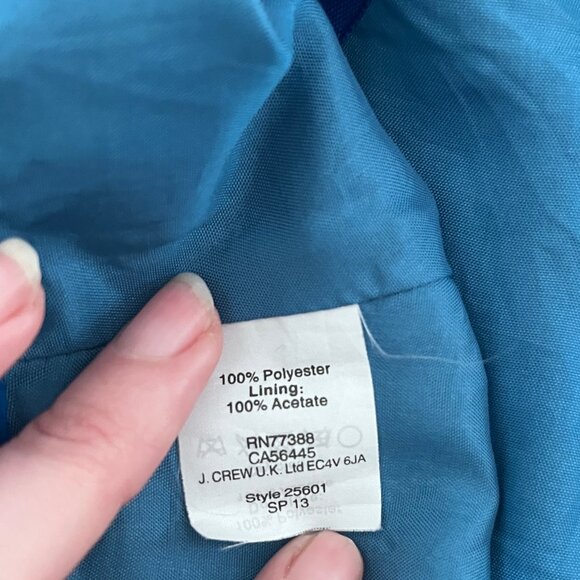 100% Polyester
Lining:
100% Acetate
RN77388
CA56445
J. CREW U.K. Ltd EC4V 6JA
Style 25601
SP 13